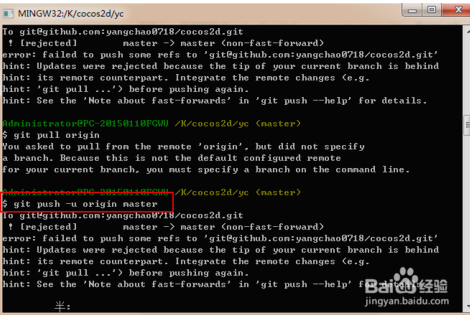 MINGW32:/K/cocos2d/yc
To git@github.com:yangchao0718/cocos2d.git
! [rejected] master -> master (non-fast-forward)
error: failed to push some refs to 'git@github.com:yangchao0718/cocos2d.git'
hint: Updates were rejected because the tip of your current branch is behind
hint: its remote counterpart. Integrate the remote changes (e.g.
hint: 'git pull ...') before pushing again.
hint: See the 'Note about fast-forwards' in 'git push --help' for details.
Administrator@PC-20150110FGVU /K/cocos2d/yc (master)
$ git pull origin
You asked to pull from the remote 'origin', but did not specify
a branch. Because this is not the default configured remote
for your current branch, you must specify a branch on the command line.
Administrator@PC-20150110FGVU /K/cocos2d/yc (master)
$ git push -u origin master
To git@github.com:yangchao0718/cocos2d.git
! [rejected] master -> master (non-fast-forward)
error: failed to push some refs to 'git@github.com:yangchao0718/cocos2d.git'
hint: Updates were rejected because the tip of your current branch is behind
hint: its remote counterpart. Integrate the remote changes (e.g.
hint: 'git pull ...') before pushing again.
hint: See the 'Note about fast-forwards' in 'git push --help' for
半:
Baidu 经验
jingyan.baidu.com